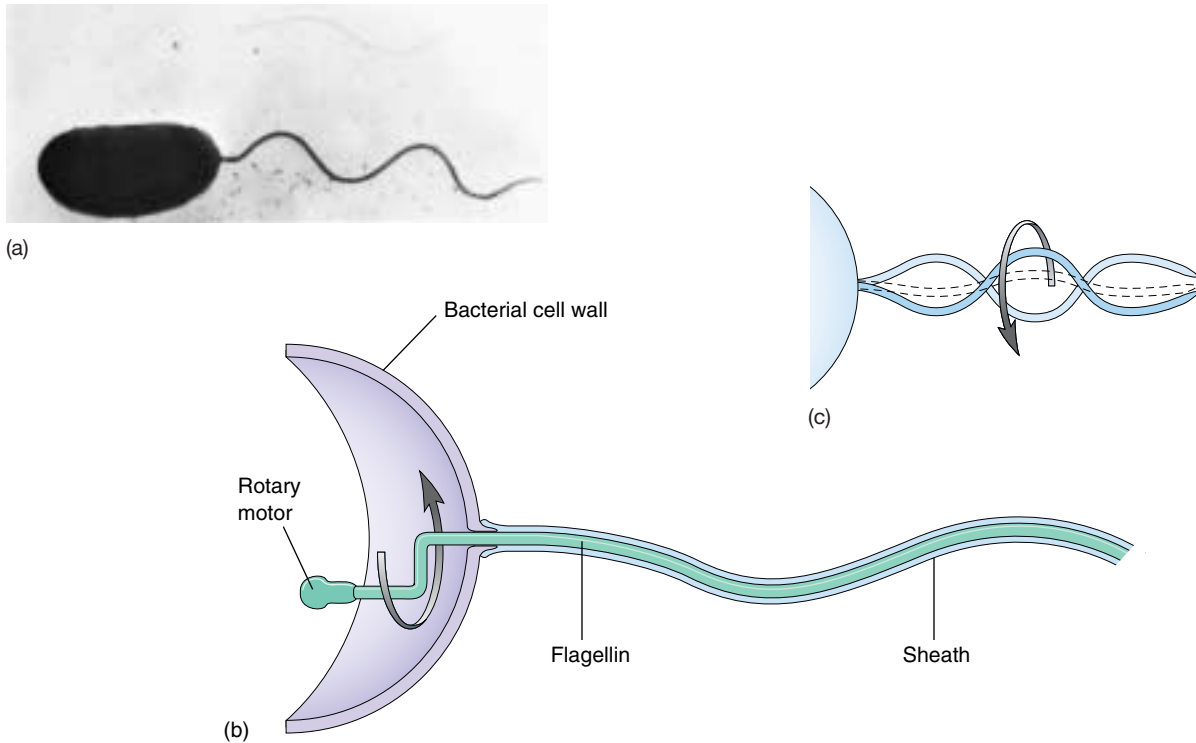 (a)
(c)
Bacterial cell wall
Rotary
motor
Flagellin
Sheath
(b)